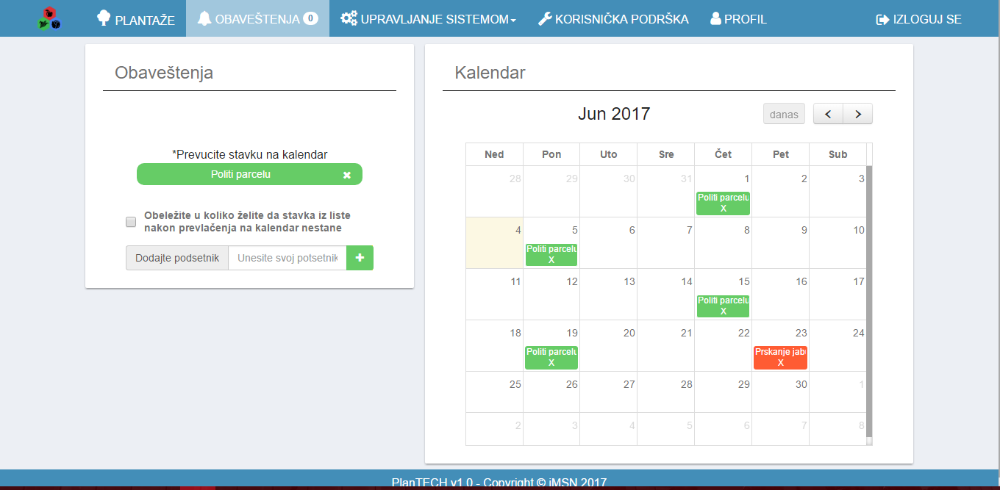 PLANTAŽE OBAVEŠTENJA 0 UPRAVLJANJE SISTEMOM KORISNIČKA PODRŠKA PROFIL IZLOGUJ SE
Obaveštenja
*Prevucite stavku na kalendar
Politi parcelu
Obeležite u koliko želite da stavka iz liste
nakon prevlačenja na kalendar nestane
Dodajte podsetnik Unesite svoj potsetnik
Kalendar
Jun 2017 danas
Ned Pon Uto Sre Čet Pet Sub
28 29 30 31 1 2 3
Politi parcelu
X
4 5 6 7 8 9 10
Politi parcelu
X
11 12 13 14 15 16 17
Politi parcelu
X
18 19 20 21 22 23 24
Politi parcelu Prskanje jab
X X
25 26 27 28 29 30 1
2 3 4 5 6 7 8
PlanTECH v1.0 - Copyright © iMSN 2017